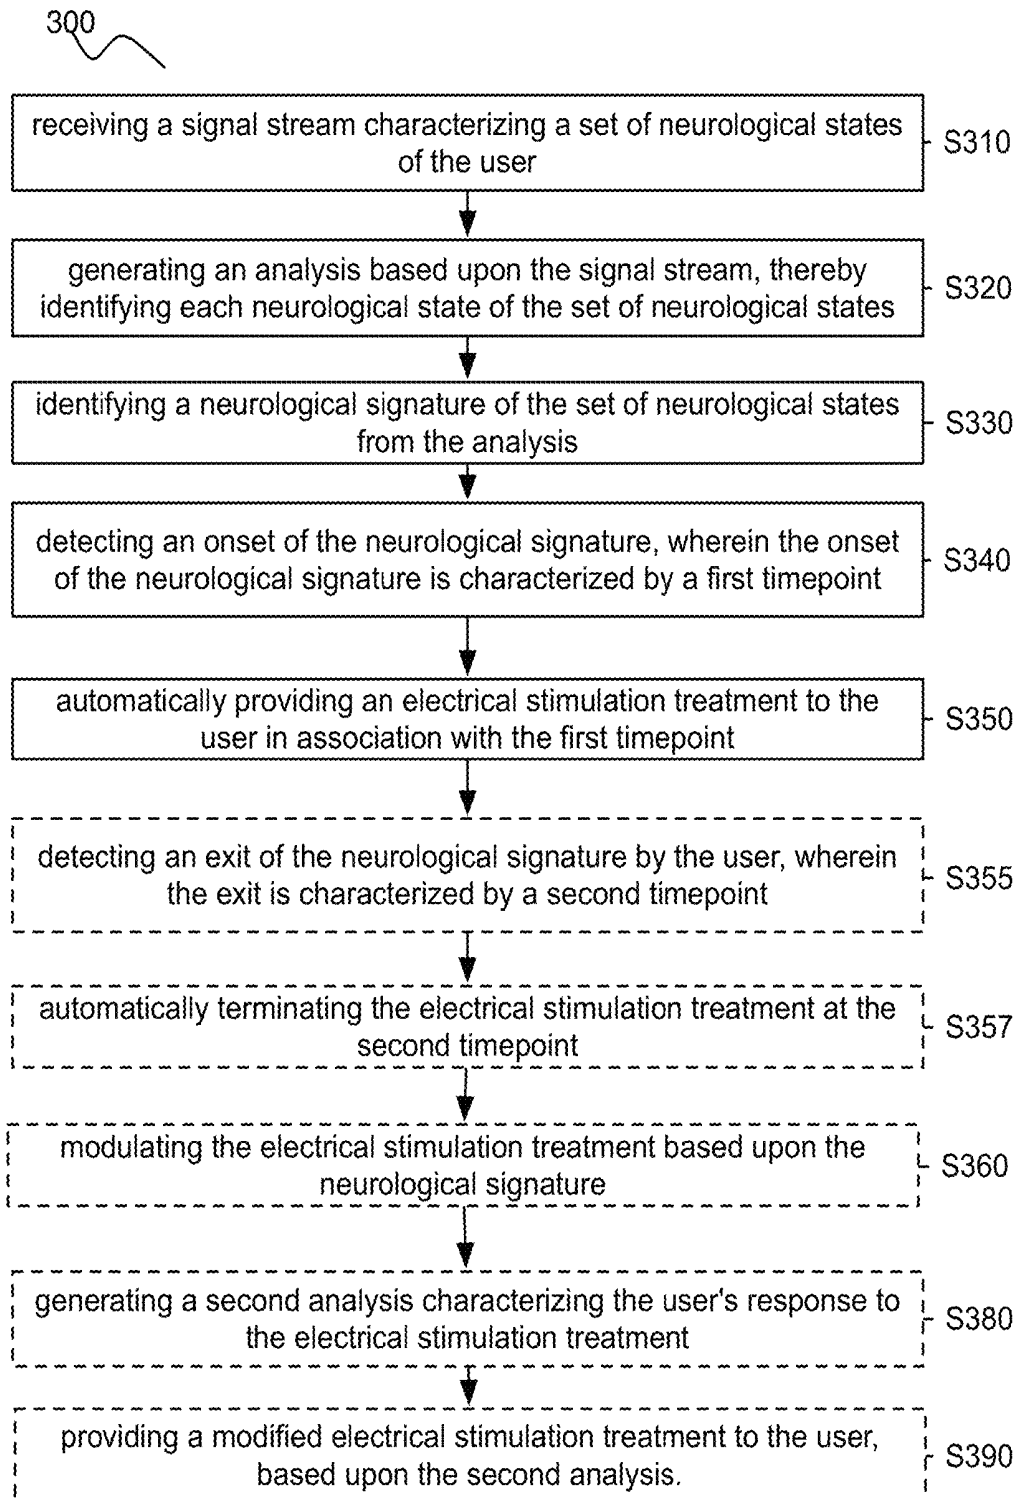 300
receiving a signal stream characterizing a set of neurological states
of the user
S310
generating an analysis based upon the signal stream, thereby
identifying each neurological state of the set of neurological states
S320
identifying a neurological signature of the set of neurological states
from the analysis
S330
detecting an onset of the neurological signature, wherein the onset
of the neurological signature is characterized by a first timepoint
S340
automatically providing an electrical stimulation treatment to the
user in association with the first timepoint
S350
detecting an exit of the neurological signature by the user, wherein
the exit is characterized by a second timepoint
S355
automatically terminating the electrical stimulation treatment at the
second timepoint
S357
modulating the electrical stimulation treatment based upon the
neurological signature
S360
generating a second analysis characterizing the user's response to
the electrical stimulation treatment
S380
providing a modified electrical stimulation treatment to the user,
based upon the second analysis.
S390